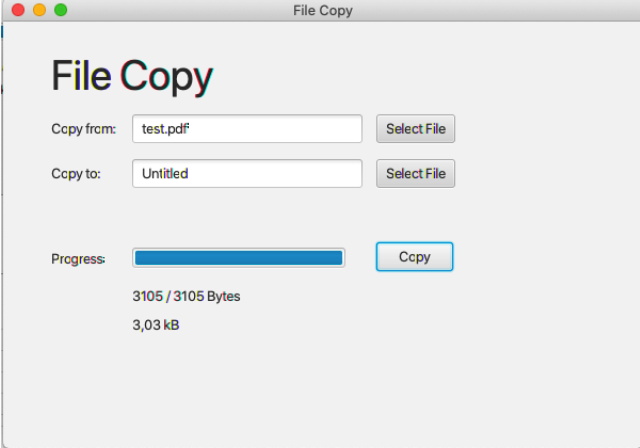 File Copy
File Copy
Copy from: test.pdf Select File
Copy to: Untitled Select File
Progress: Copy
3105 / 3105 Bytes
3,03 kB